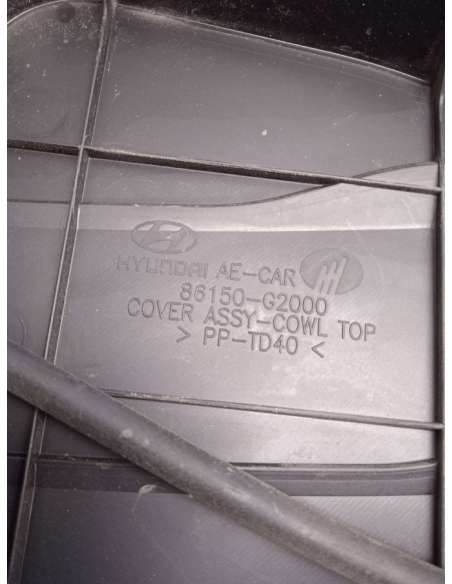 HYUNDAI AE-CAR
86150-G2000
COVER ASSY-COWL TOP
> PP-TD40 <